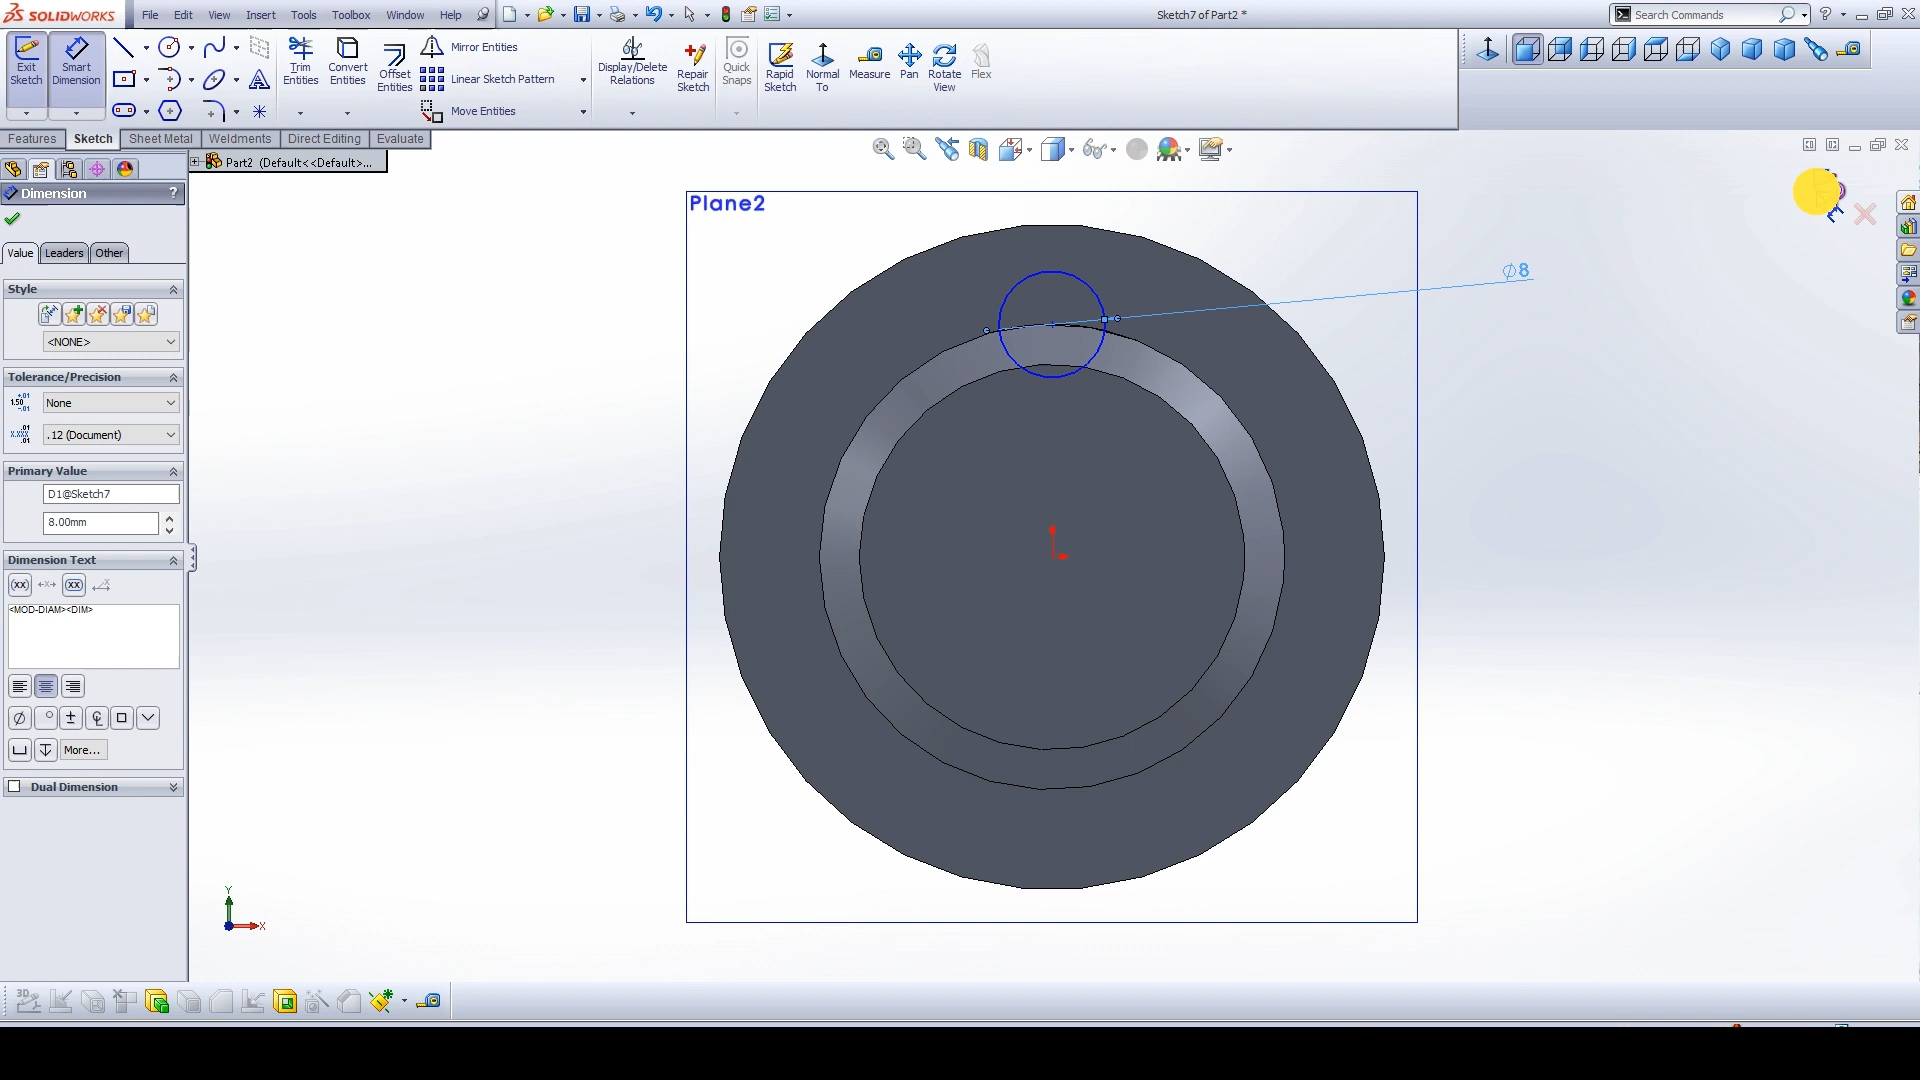 SOLIDWORKS
File Edit View Insert Tools Toolbox Window Help
Sketch7 of Part2 *
Search Commands
?
Exit Sketch
Smart Dimension
Trim Entities
Convert Entities
Offset Entities
Mirror Entities
Linear Sketch Pattern
Move Entities
Display/Delete Relations
Repair Sketch
Quick Snaps
Rapid Sketch
Normal To
Measure
Pan
Rotate View
Flex
Features Sketch Sheet Metal Weldments Direct Editing Evaluate
Part2 (Default<<Default>...
Dimension ?
Value Leaders Other
Style
<NONE>
Tolerance/Precision
None
.12 (Document)
Primary Value
D1@Sketch7
8.00mm
Dimension Text
(xx) (xx)
<MOD-DIAM><DIM>
More...
Dual Dimension
Plane2
∅8
Y
X
3D